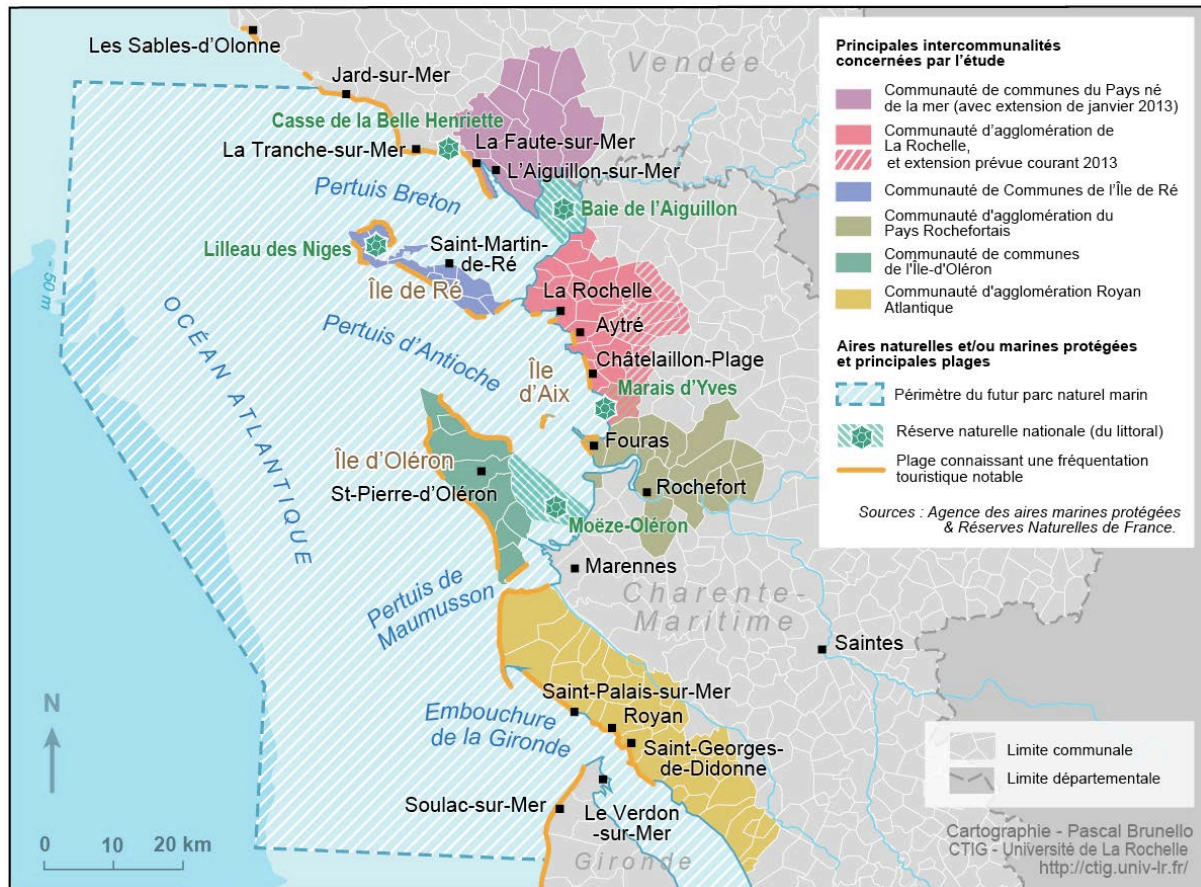 Les Sables-d'Olonne
Jard-sur-Mer
Vendée
Casse de la Belle Henriette
La Tranche-sur-Mer
La Faute-sur-Mer
L'Aiguillon-sur-Mer
Pertuis Breton
Baie de l'Aiguillon
Lilleau des Niges
Saint-Martin-
de-Ré
Île de Ré
La Rochelle
Aytré
Pertuis d'Antioche
Châtelaillon-Plage
Île
d'Aix
Marais d'Yves
- 50 m
OCÉAN ATLANTIQUE
Fouras
Île d'Oléron
St-Pierre-d'Oléron
Rochefort
Moëze-Oléron
Marennes
Charente-
Maritime
Pertuis de
Maumusson
Saintes
Saint-Palais-sur-Mer
Royan
Embouchure
de la Gironde
Saint-Georges-
de-Didonne
Soulac-sur-Mer
Le Verdon
-sur-Mer
Gironde
N
0 10 20 km
Principales intercommunalités
concernées par l'étude
Communauté de communes du Pays né
de la mer (avec extension de janvier 2013)
Communauté d'agglomération de
La Rochelle,
et extension prévue courant 2013
Communauté de Communes de l'Île de Ré
Communauté d'agglomération du
Pays Rochefortais
Communauté de communes
de l'Île-d'Oléron
Communauté d'agglomération Royan
Atlantique
Aires naturelles et/ou marines protégées
et principales plages
Périmètre du futur parc naturel marin
Réserve naturelle nationale (du littoral)
Plage connaissant une fréquentation
touristique notable
Sources : Agence des aires marines protégées
& Réserves Naturelles de France.
Limite communale
Limite départementale
Cartographie - Pascal Brunello
CTIG - Université de La Rochelle
http://ctig.univ-lr.fr/